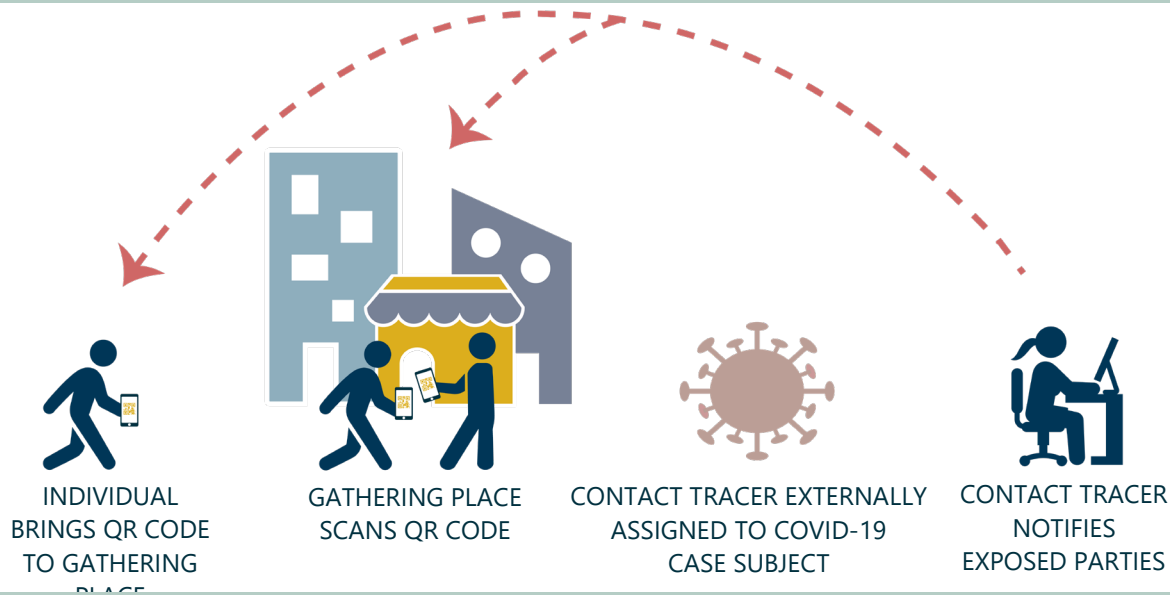 INDIVIDUAL
BRINGS QR CODE
TO GATHERING
PLACE
GATHERING PLACE
SCANS QR CODE
CONTACT TRACER EXTERNALLY
ASSIGNED TO COVID-19
CASE SUBJECT
CONTACT TRACER
NOTIFIES
EXPOSED PARTIES